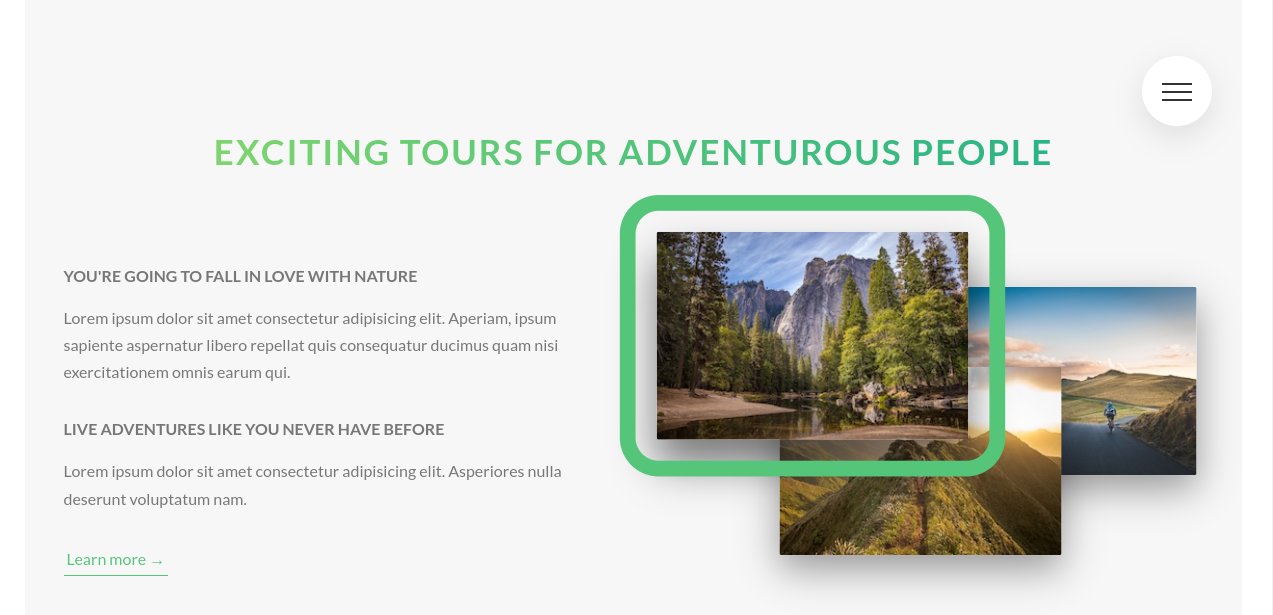 EXCITING TOURS FOR ADVENTUROUS PEOPLE
YOU'RE GOING TO FALL IN LOVE WITH NATURE
Lorem ipsum dolor sit amet consectetur adipisicing elit. Aperiam, ipsum
sapiente aspernatur libero repellat quis consequatur ducimus quam nisi
exercitationem omnis earum qui.
LIVE ADVENTURES LIKE YOU NEVER HAVE BEFORE
Lorem ipsum dolor sit amet consectetur adipisicing elit. Asperiores nulla
deserunt voluptatum nam.
Learn more →